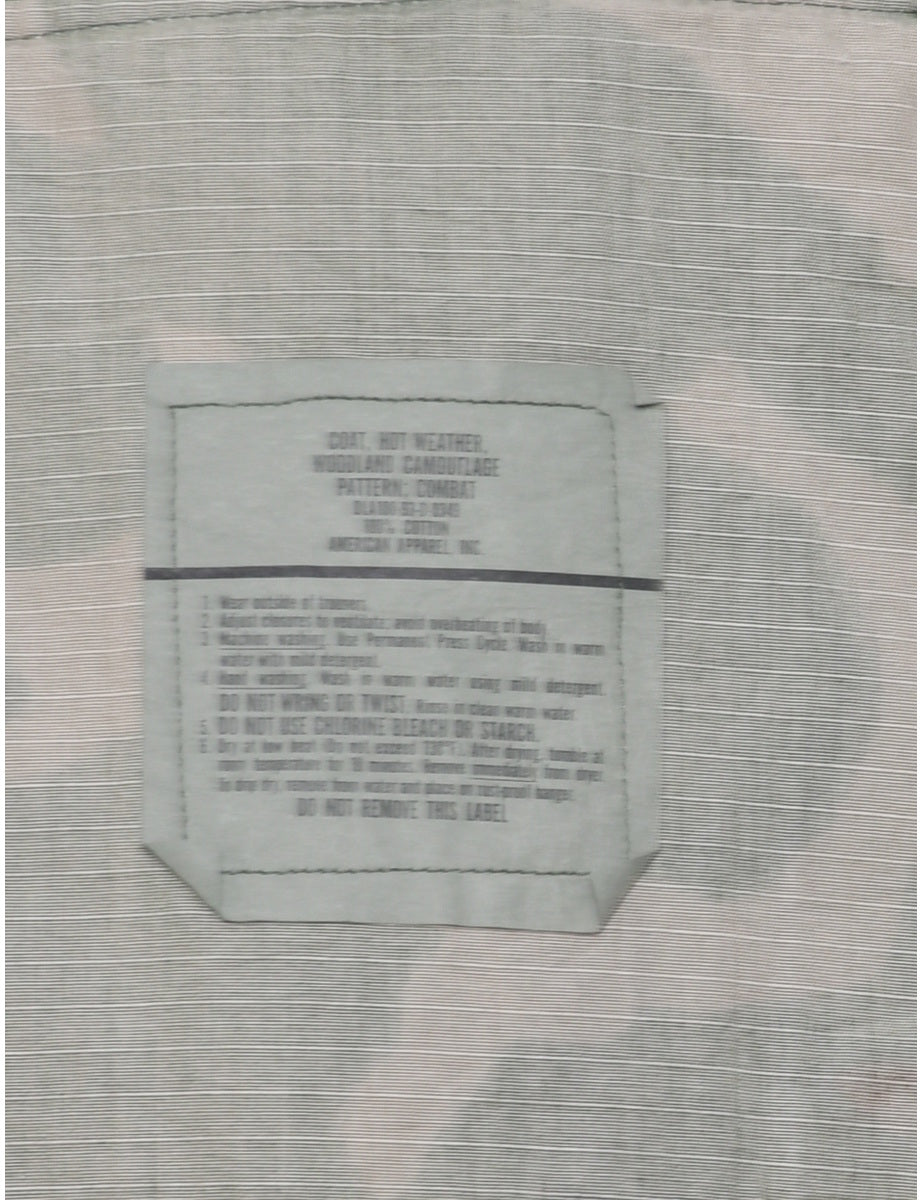 COAT, HOT WEATHER,
WOODLAND CAMOUFLAGE
PATTERN: COMBAT
100% COTTON
AMERICAN APPAREL, INC.
1. Wear outside of trousers.
2. Adjust closures to ventilate; avoid overheating of body.
3. Machine washing: Use Permanent Press Cycle. Wash in warm
water with mild detergent.
4. Hand washing: Wash in warm water using mild detergent.
DO NOT WRING OR TWIST. Rinse in clean warm water.
5. DO NOT USE CHLORINE BLEACH OR STARCH.
6. Dry at low heat (Do not exceed 130°F). After drying, tumble at
room temperature for 10 minutes. Remove immediately from dryer.
To drip dry, remove from water and place on rust-proof hanger.
DO NOT REMOVE THIS LABEL